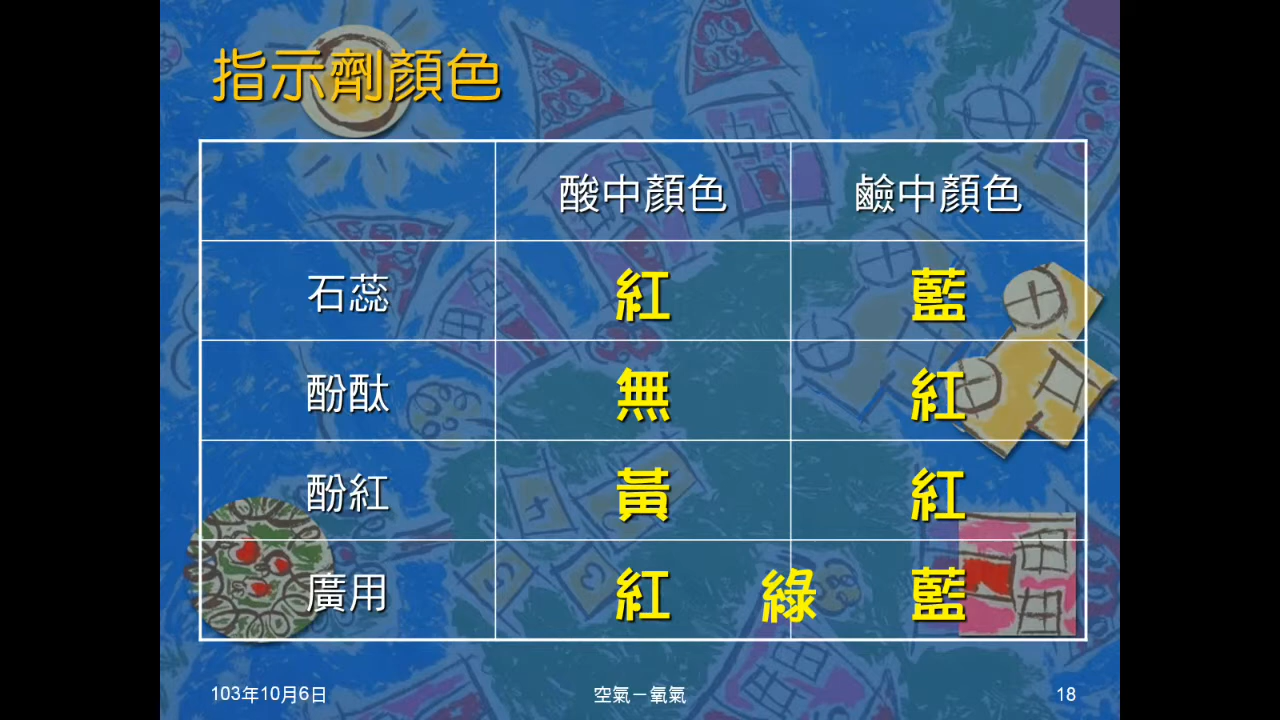 指示劑顏色
酸中顏色 鹼中顏色
石蕊 紅 藍
酚酞 無 紅
酚紅 黃 紅
廣用 紅 綠 藍
103年10月6日 空氣－氧氣 18